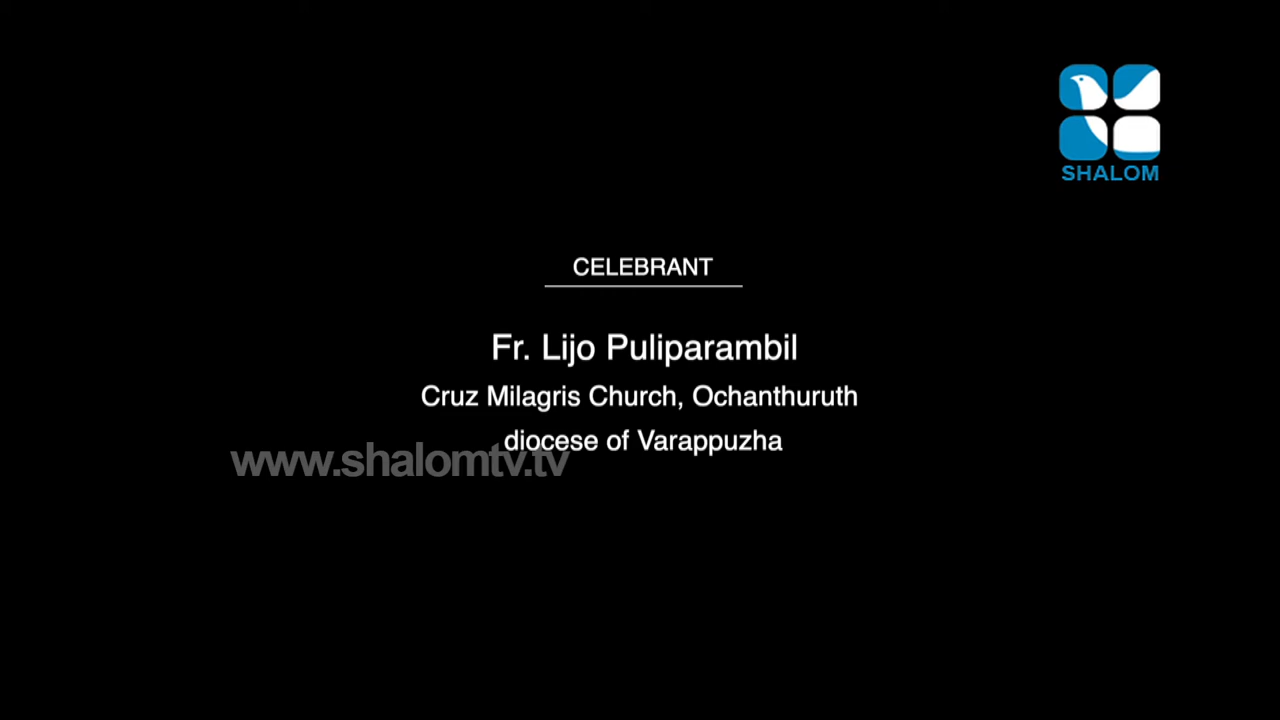 SHALOM
CELEBRANT
Fr. Lijo Puliparambil
Cruz Milagris Church, Ochanthuruth
diocese of Varappuzha
www.shalomtv.tv